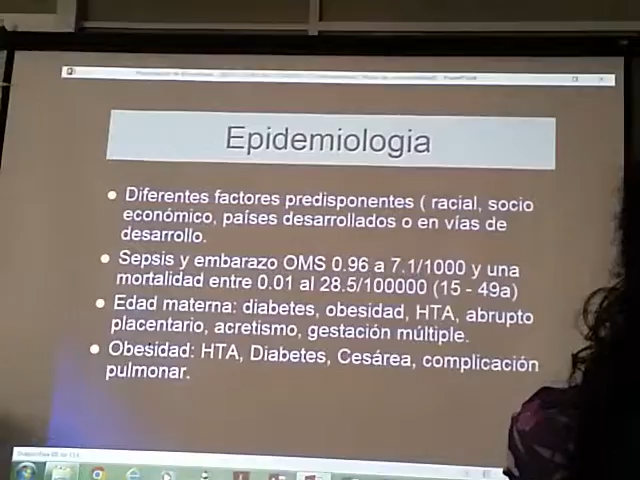 Epidemiologia
Diferentes factores predisponentes ( racial, socio
económico, países desarrollados o en vías de
desarrollo.
Sepsis y embarazo OMS 0.96 a 7.1/1000 y una
mortalidad entre 0.01 al 28.5/100000 (15 - 49a)
Edad materna: diabetes, obesidad, HTA, abrupto
placentario, acretismo, gestación múltiple.
Obesidad: HTA, Diabetes, Cesárea, complicación
pulmonar.